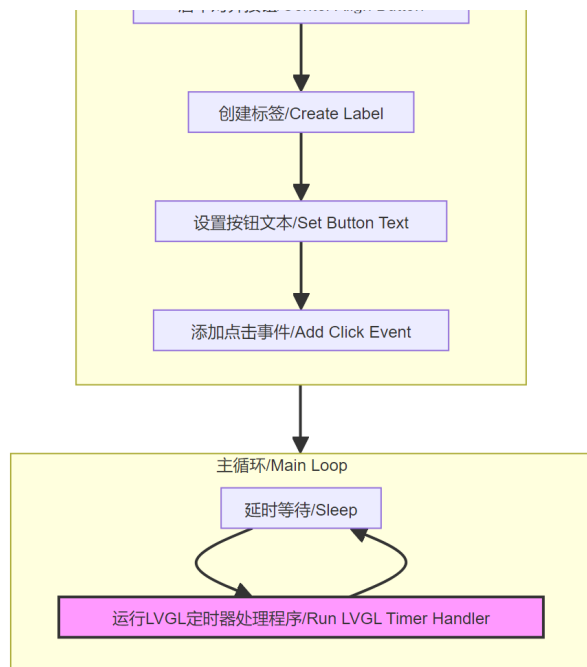 创建标签/Create Label
设置按钮文本/Set Button Text
添加点击事件/Add Click Event
主循环/Main Loop
延时等待/Sleep
运行LVGL定时器处理程序/Run LVGL Timer Handler